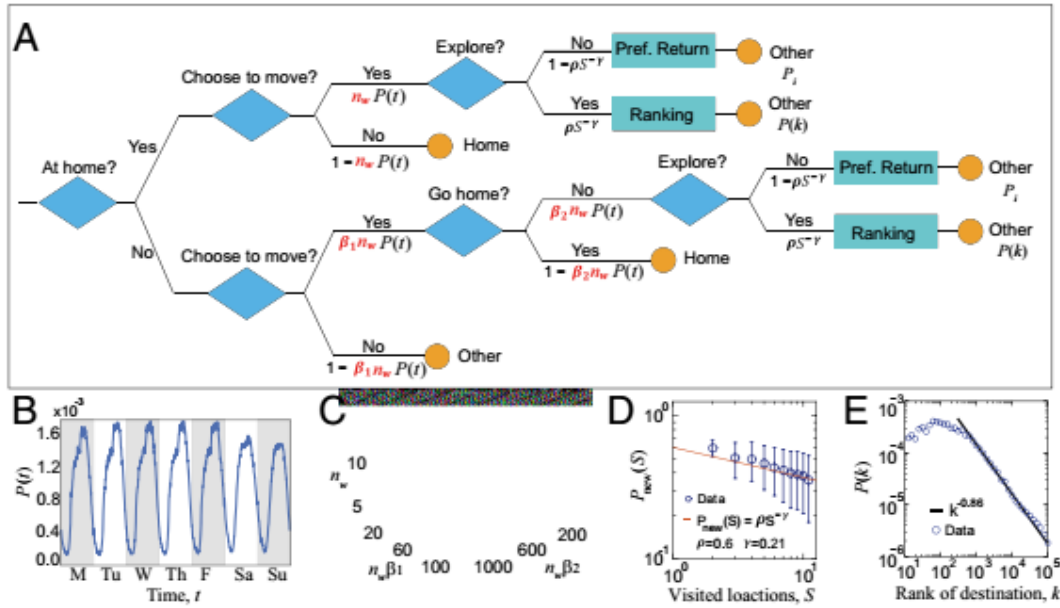 A
At home?
Yes
No
Choose to move?
Yes
n_w P(t)
No
1 - n_w P(t)
Home
Explore?
No
1-ρS^-γ
Pref. Return
Other
P_i
Yes
ρS^-γ
Ranking
Other
P(k)
Choose to move?
Yes
β_1 n_w P(t)
No
1 - β_1 n_w P(t)
Other
Go home?
No
β_2 n_w P(t)
Yes
1 - β_2 n_w P(t)
Home
Explore?
No
1-ρS^-γ
Pref. Return
Other
P_i
Yes
ρS^-γ
Ranking
Other
P(k)
B
x10^-3
1.6
1.2
0.8
0.4
0.0
P(t)
M Tu W Th F Sa Su
Time, t
C
n_w
10
5
20
60
100
n_wβ1
1000
600
200
n_wβ2
D
10^0
10^-1
P_new(S)
Data
P_new(S) = ρS^-γ
ρ=0.6 γ=0.21
10^0 10^1
Visited loactions, S
E
10^-3
10^-4
10^-5
10^-6
P(k)
k^-0.86
Data
10^1 10^2 10^3 10^4 10^5
Rank of destination, k